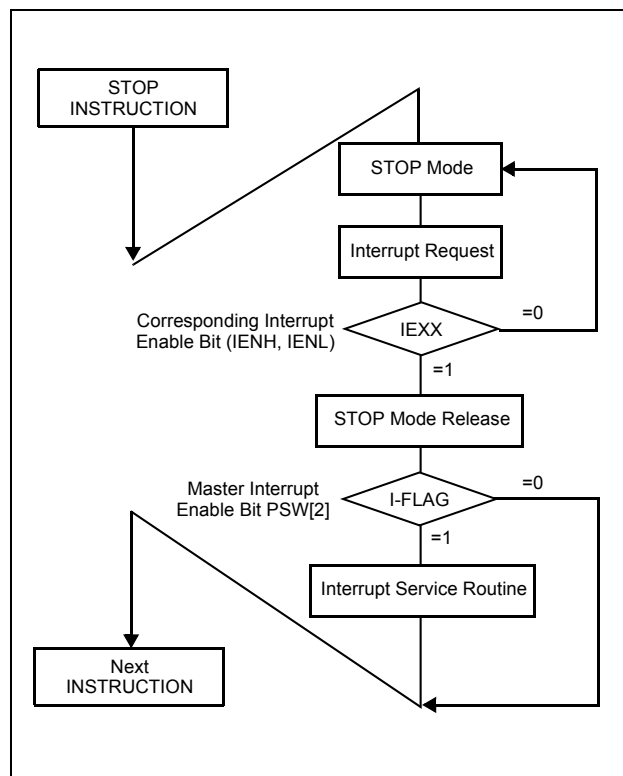 STOP
INSTRUCTION
STOP Mode
Interrupt Request
Corresponding Interrupt
Enable Bit (IENH, IENL)
IEXX
=0
=1
STOP Mode Release
Master Interrupt
Enable Bit PSW[2]
I-FLAG
=0
=1
Interrupt Service Routine
Next
INSTRUCTION